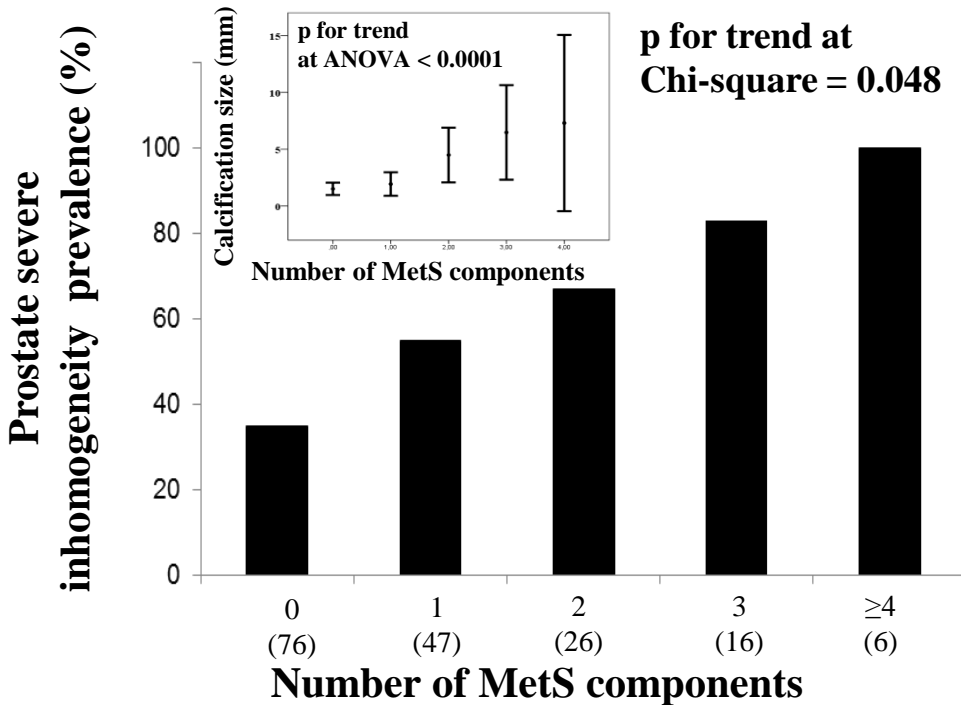 Prostate severe
inhomogeneity prevalence (%)
100
80
60
40
20
0
Calcification size (mm)
15
10
5
0
p for trend
at ANOVA < 0.0001
,00
1,00
2,00
3,00
4,00
Number of MetS components
p for trend at
Chi-square = 0.048
0
1
2
3
≥4
(76)
(47)
(26)
(16)
(6)
Number of MetS components